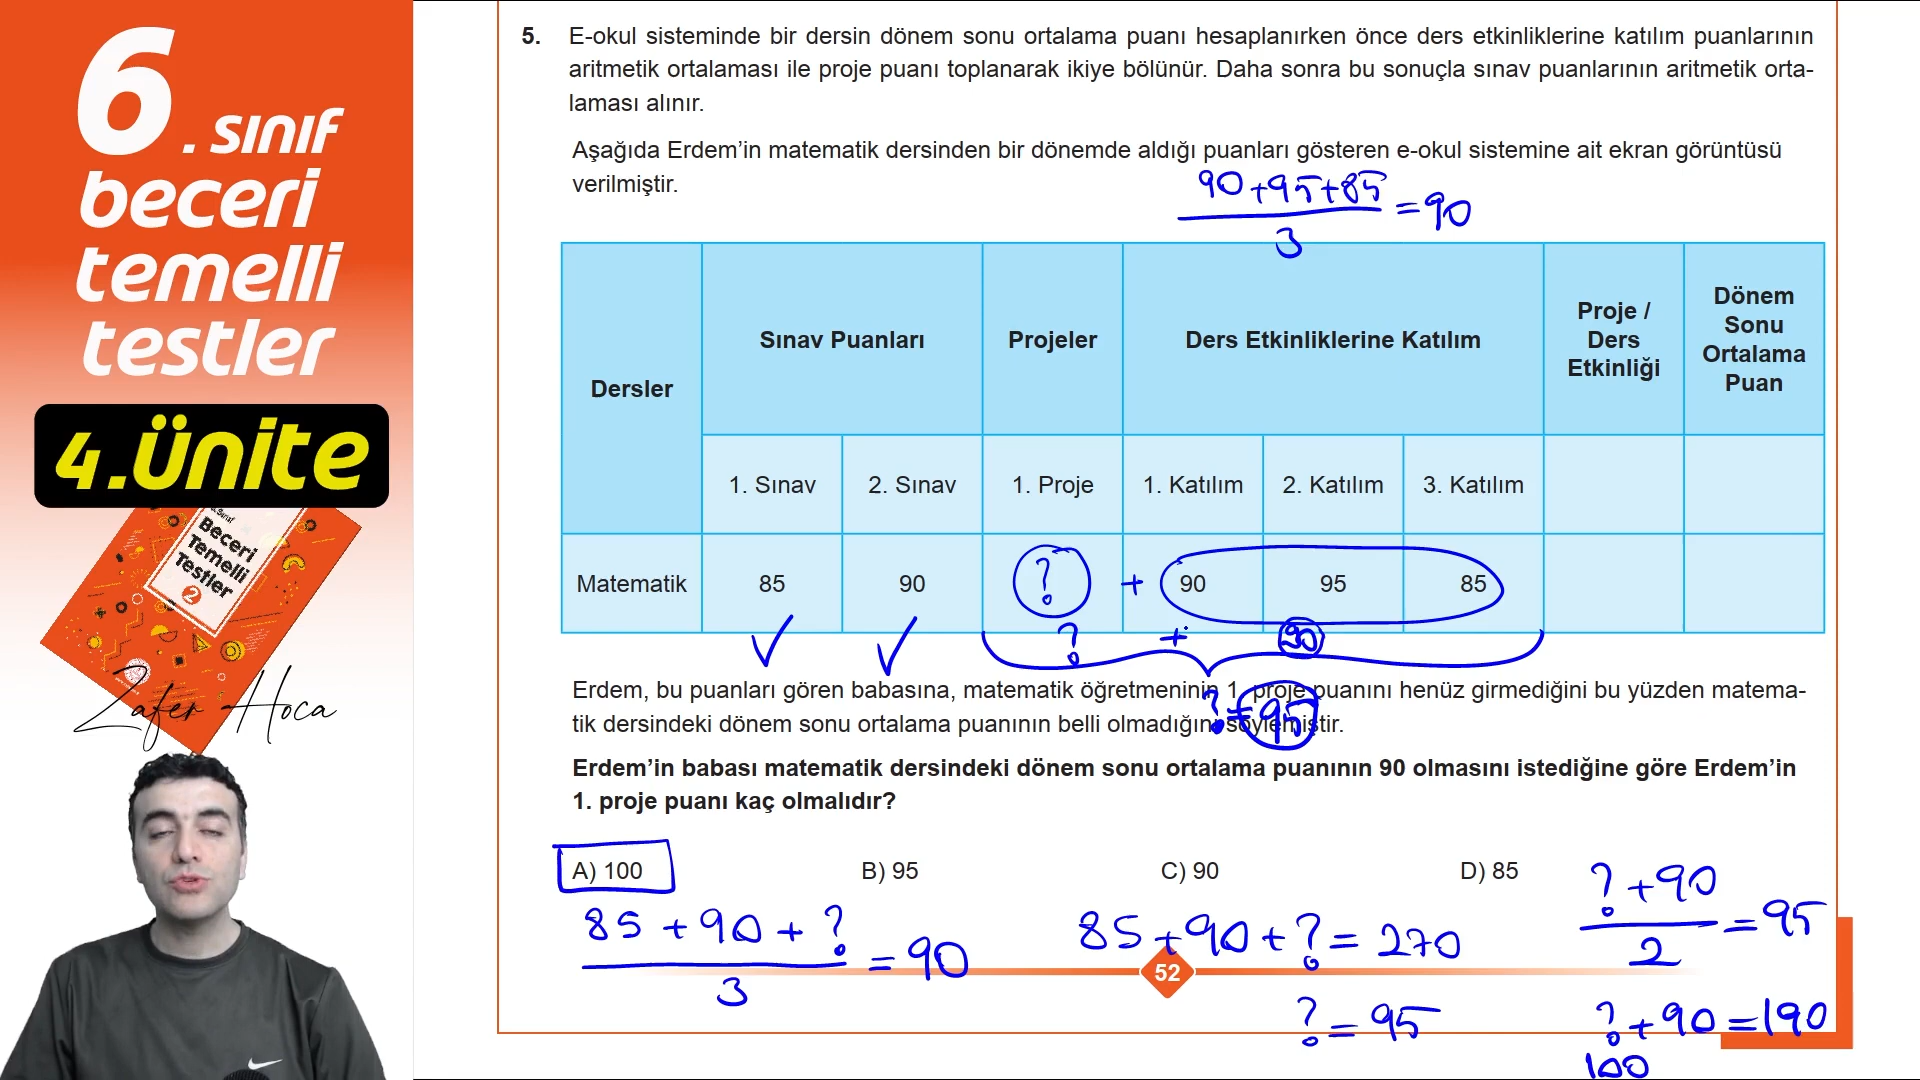 6. sınıf
beceri
temelli
testler
4.ünite
Beceri
Temelli
Testler
2
Zafer Hoca
5. E-okul sisteminde bir dersin dönem sonu ortalama puanı hesaplanırken önce ders etkinliklerine katılım puanlarının
aritmetik ortalaması ile proje puanı toplanarak ikiye bölünür. Daha sonra bu sonuçla sınav puanlarının aritmetik orta-
laması alınır.
Aşağıda Erdem’in matematik dersinden bir dönemde aldığı puanları gösteren e-okul sistemine ait ekran görüntüsü
verilmiştir.
90+95+85
= 90
3
Dersler
Sınav Puanları
Projeler
Ders Etkinliklerine Katılım
Proje /
Ders
Etkinliği
Dönem
Sonu
Ortalama
Puan
1. Sınav 2. Sınav 1. Proje 1. Katılım 2. Katılım 3. Katılım
Matematik 85 90 ? + 90 95 85
? + 90
Erdem, bu puanları gören babasına, matematik öğretmeninin 1. proje puanını henüz girmediğini bu yüzden matema-
tik dersindeki dönem sonu ortalama puanının belli olmadığını söylemiştir.
? = 95
Erdem’in babası matematik dersindeki dönem sonu ortalama puanının 90 olmasını istediğine göre Erdem’in
1. proje puanı kaç olmalıdır?
A) 100 B) 95 C) 90 D) 85
85 + 90 + ?
= 90
3
85+90+?= 270
? = 95
?+90
= 95
2
?+90=190
100
52